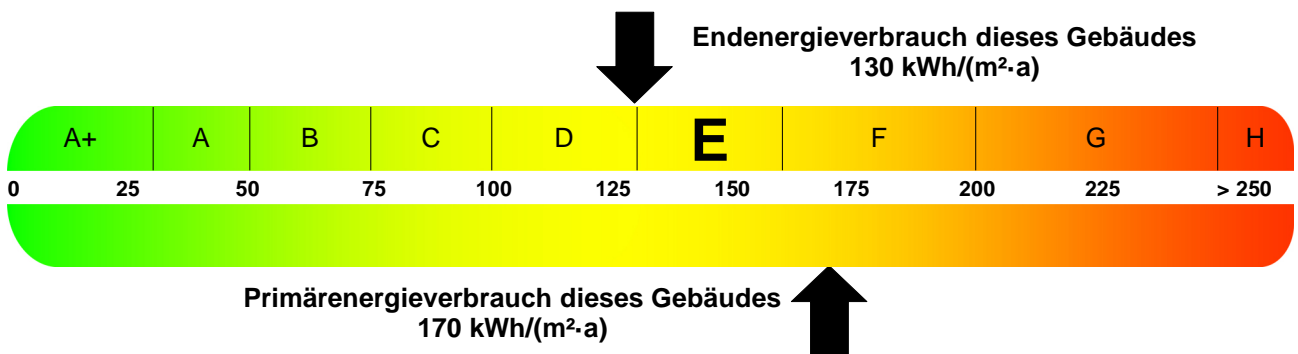 Endenergieverbrauch dieses Gebäudes
130 kWh/(m²·a)
A+ A B C D E F G H
0 25 50 75 100 125 150 175 200 225 > 250
Primärenergieverbrauch dieses Gebäudes
170 kWh/(m²·a)